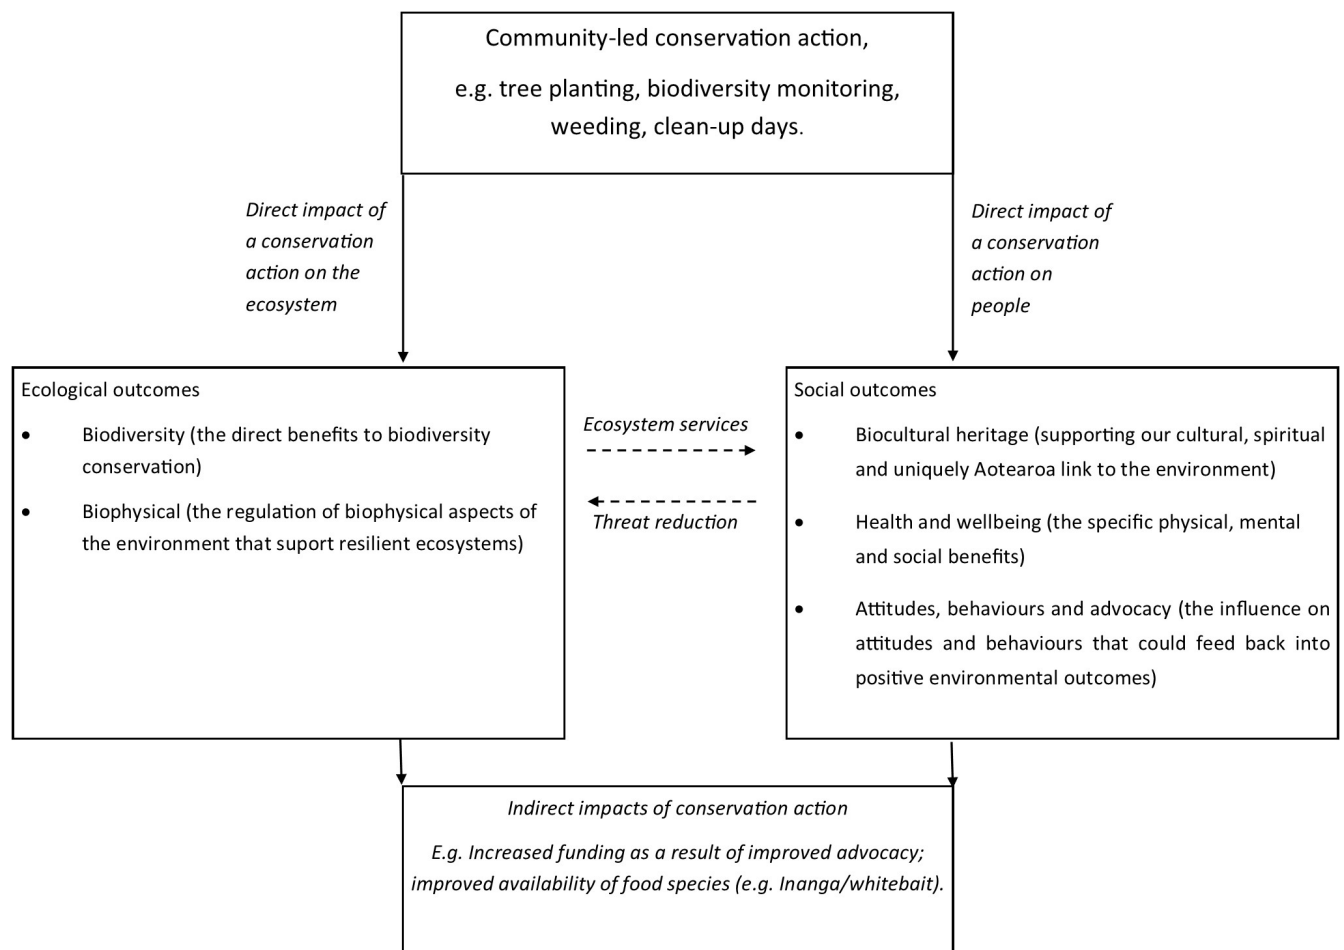 Community-led conservation action,
e.g. tree planting, biodiversity monitoring,
weeding, clean-up days.
Direct impact of
a conservation
action on the
ecosystem
Direct impact of
a conservation
action on
people
Ecological outcomes
• Biodiversity (the direct benefits to biodiversity
conservation)
• Biophysical (the regulation of biophysical aspects of
the environment that suport resilient ecosystems)
Ecosystem services
Threat reduction
Social outcomes
• Biocultural heritage (supporting our cultural, spiritual
and uniquely Aotearoa link to the environment)
• Health and wellbeing (the specific physical, mental
and social benefits)
• Attitudes, behaviours and advocacy (the influence on
attitudes and behaviours that could feed back into
positive environmental outcomes)
Indirect impacts of conservation action
E.g. Increased funding as a result of improved advocacy;
improved availability of food species (e.g. Inanga/whitebait).